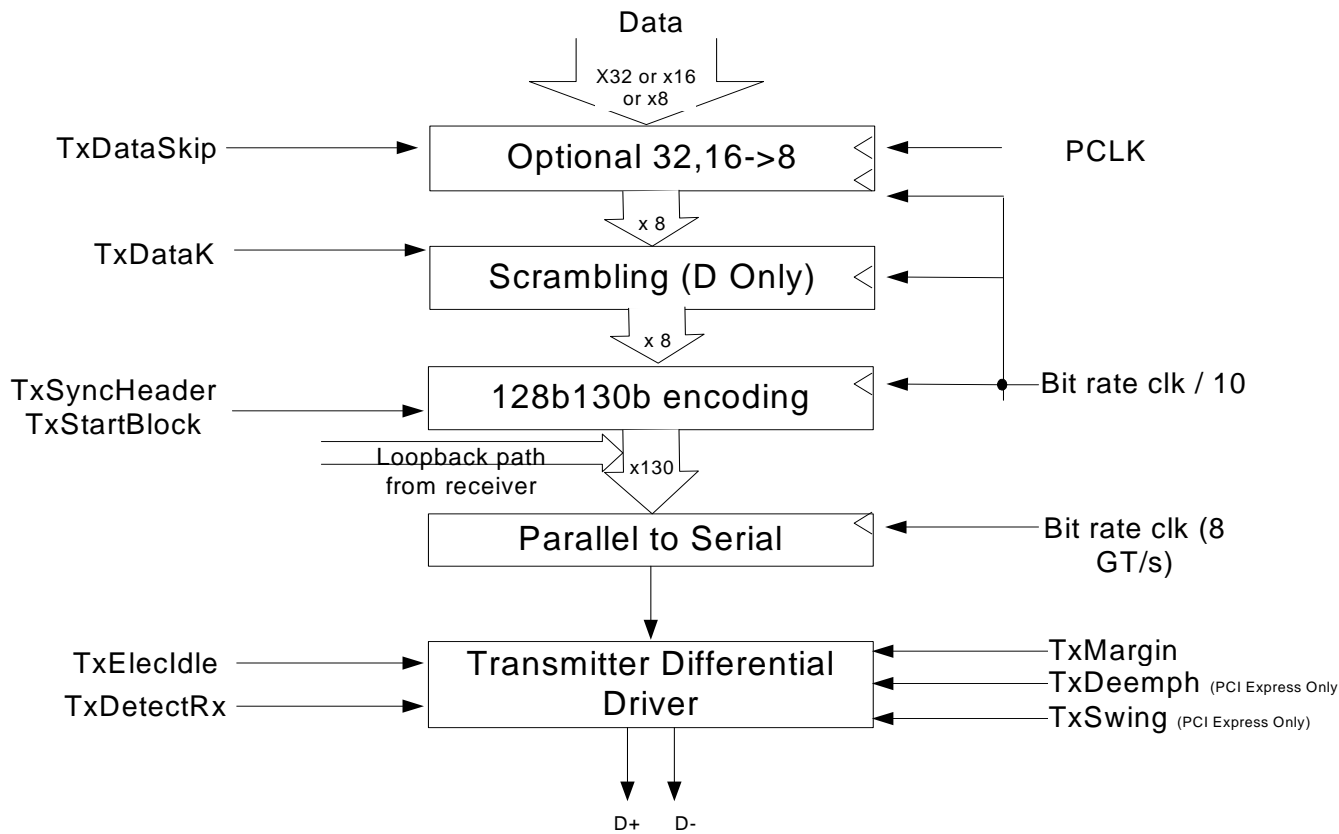 Data
X32 or x16
or x8
TxDataSkip
Optional 32,16->8
PCLK
x 8
TxDataK
Scrambling (D Only)
x 8
TxSyncHeader
TxStartBlock
128b130b encoding
Bit rate clk / 10
Loopback path
from receiver
x130
Parallel to Serial
Bit rate clk (8
GT/s)
TxElecIdle
TxDetectRx
Transmitter Differential
Driver
TxMargin
TxDeemph (PCI Express Only
TxSwing (PCI Express Only)
D+ D-